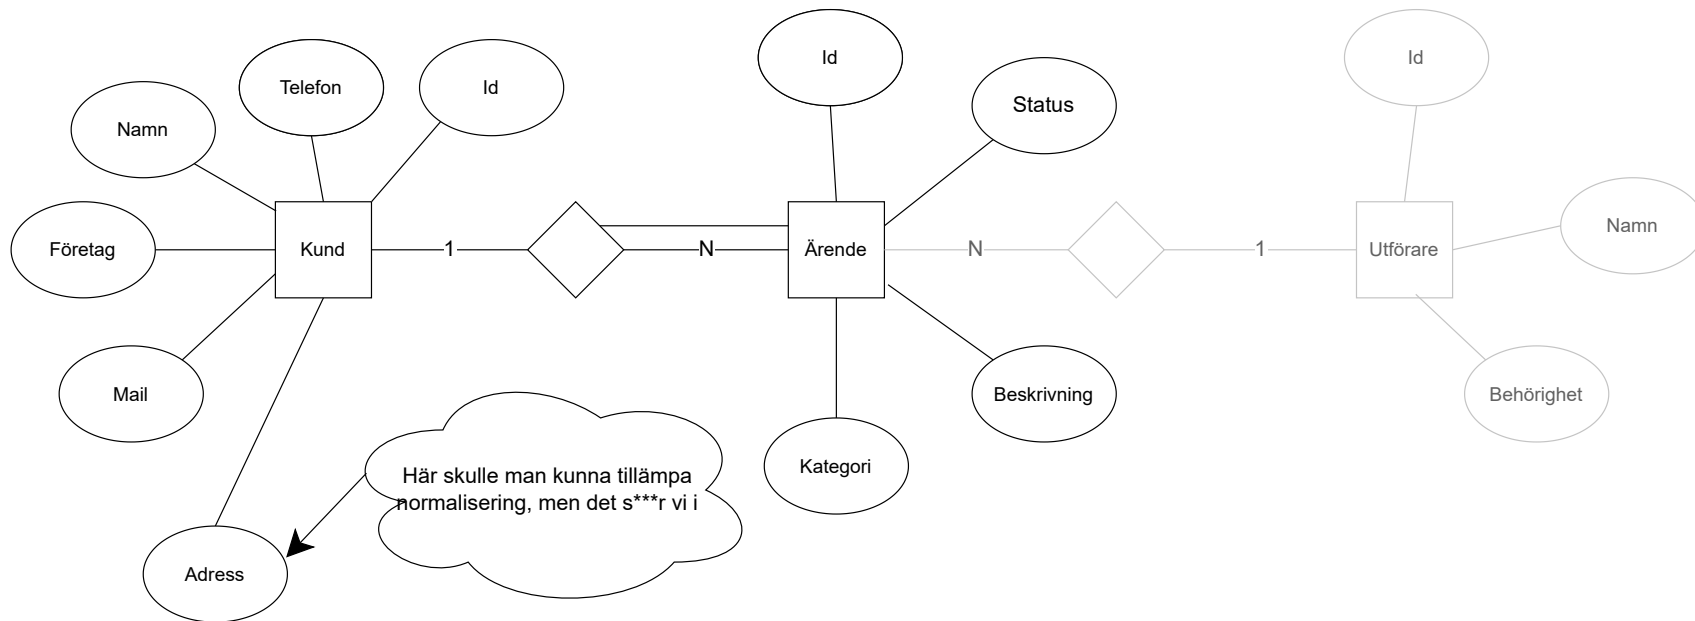 Id
Id
Status
Telefon
Id
Namn
Namn
Företag
Kund
1
N
Ärende
N
1
Utförare
Mail
Beskrivning
Behörighet
Kategori
Här skulle man kunna tillämpa
normalisering, men det s***r vi i
Adress